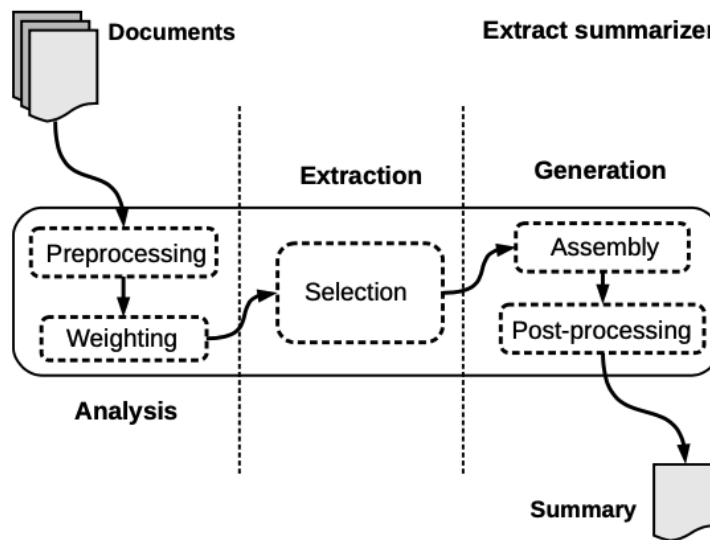 Documents
Extract summarizer
Extraction
Generation
Preprocessing
Assembly
Selection
Weighting
Post-processing
Analysis
Summary